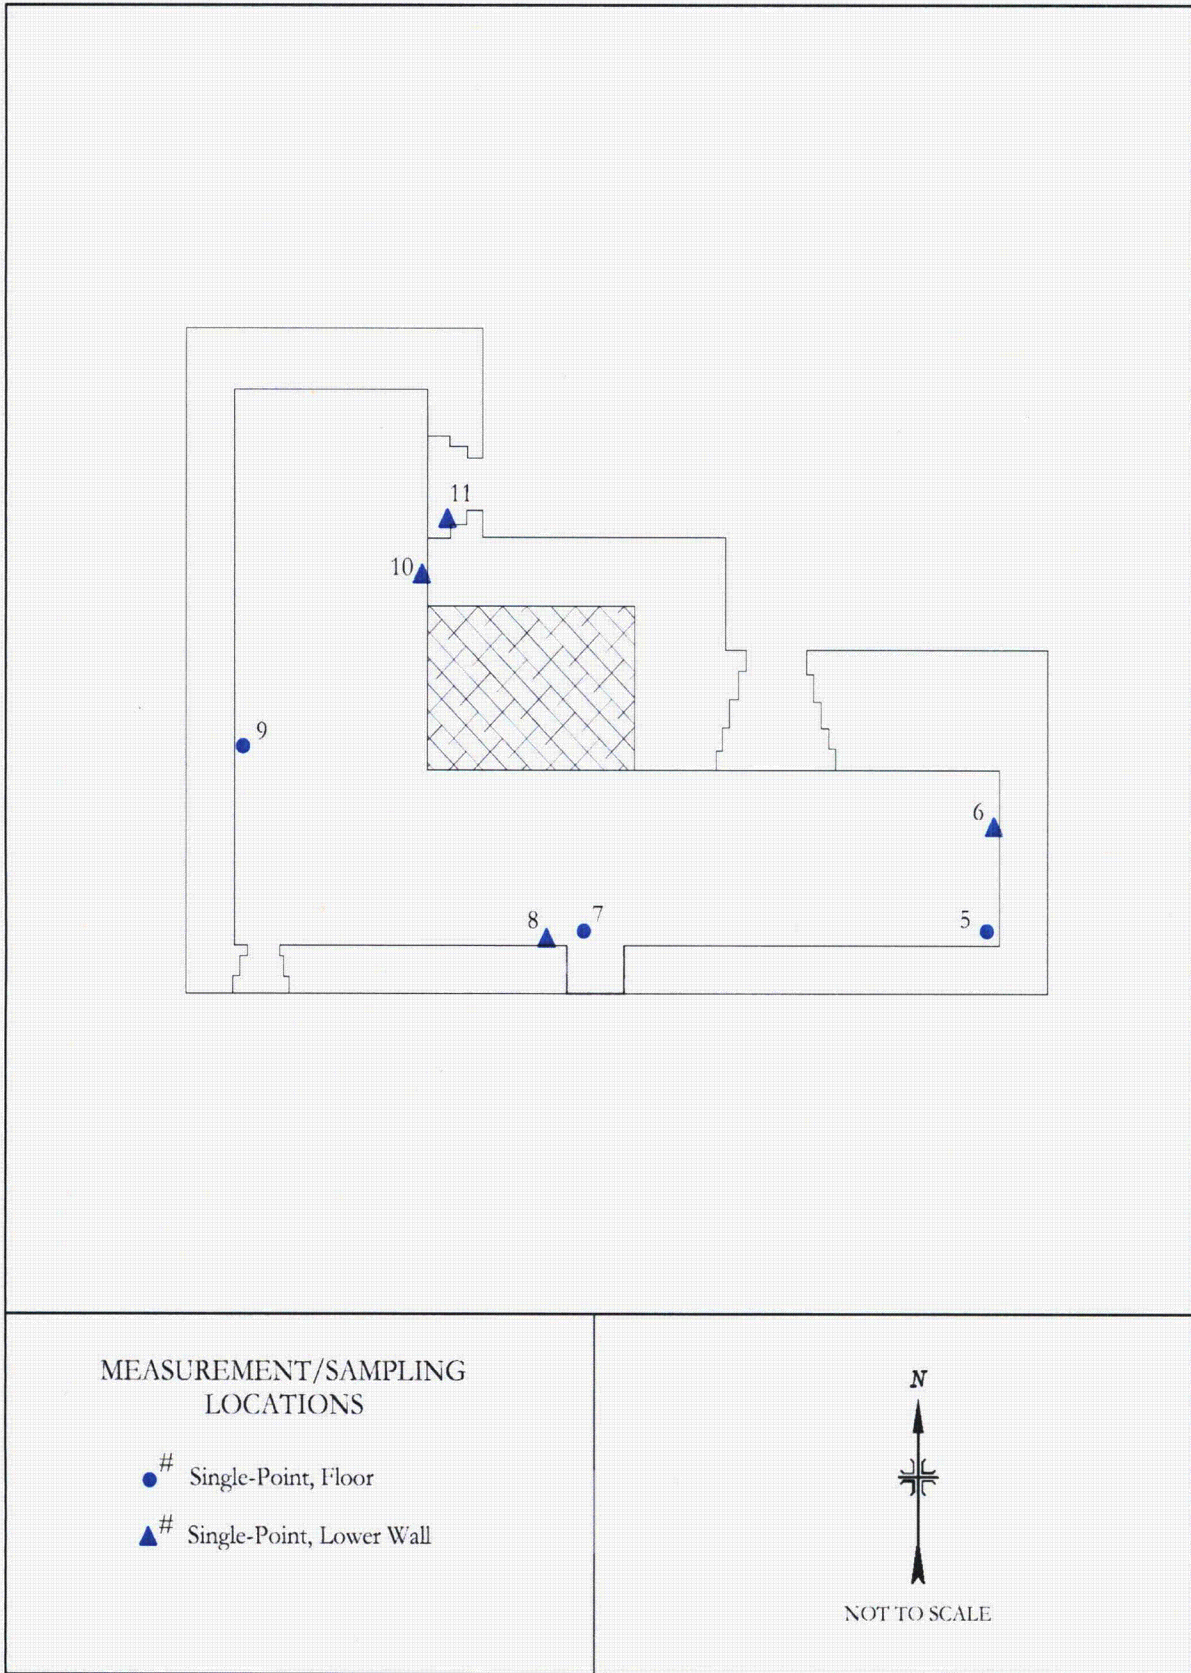 11
10
9
6
8
7
5
MEASUREMENT/SAMPLING
LOCATIONS
# Single-Point, Floor
# Single-Point, Lower Wall
N
NOT TO SCALE